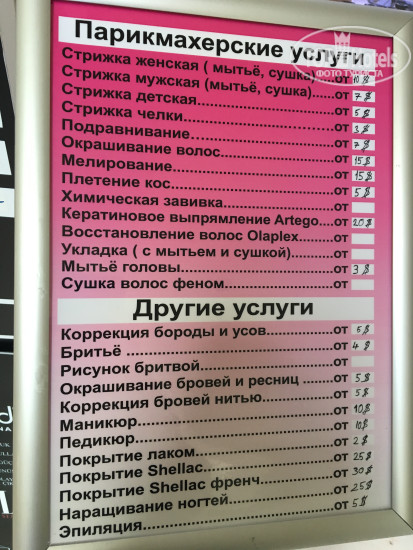 TopHotels
ФОТО ТУРИСТА
Парикмахерские услуги
Стрижка женская ( мытьё, сушка)....от 10$
Стрижка мужская (мытьё, сушка).....от 7$
Стрижка детская........................от 5$
Стрижка челки..........................от 3$
Подравнивание.........................от 7$
Окрашивание волос....................от 15$
Мелирование...........................от 15$
Плетение кос...........................от 5$
Химическая завивка...................от
Кератиновое выпрямление Artego....от 20$
Восстановление волос Olaplex.......от
Укладка ( с мытьем и сушкой)........от
Мытьё головы..........................от 3$
Сушка волос феном....................от
Другие услуги
Коррекция бороды и усов.............от 5$
Бритьё .................................от 4$
Рисунок бритвой.......................от
Окрашивание бровей и ресниц .......от 5$
Коррекция бровей нитью..............от 5$
Маникюр................................от 10$
Педикюр................................от 10$
Покрытие лаком........................от 2$
Покрытие Shellac......................от 25$
Покрытие Shellac френч...............от 30$
Наращивание ногтей...................от 25$
Эпиляция...............................от 5$